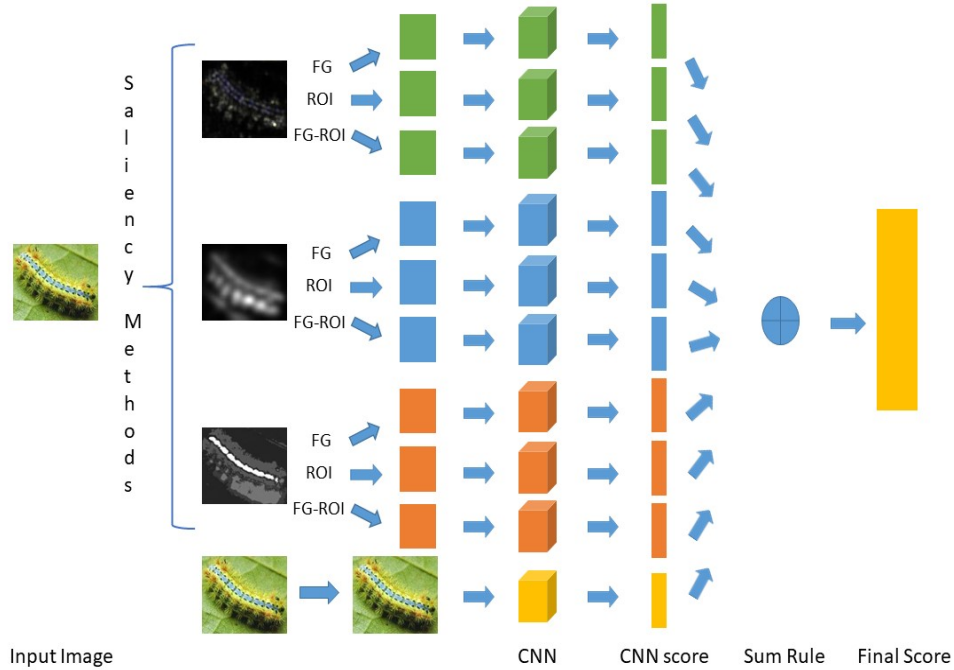 Saliency Methods
FG
ROI
FG-ROI
FG
ROI
FG-ROI
FG
ROI
FG-ROI
Input Image
CNN
CNN score
Sum Rule
Final Score